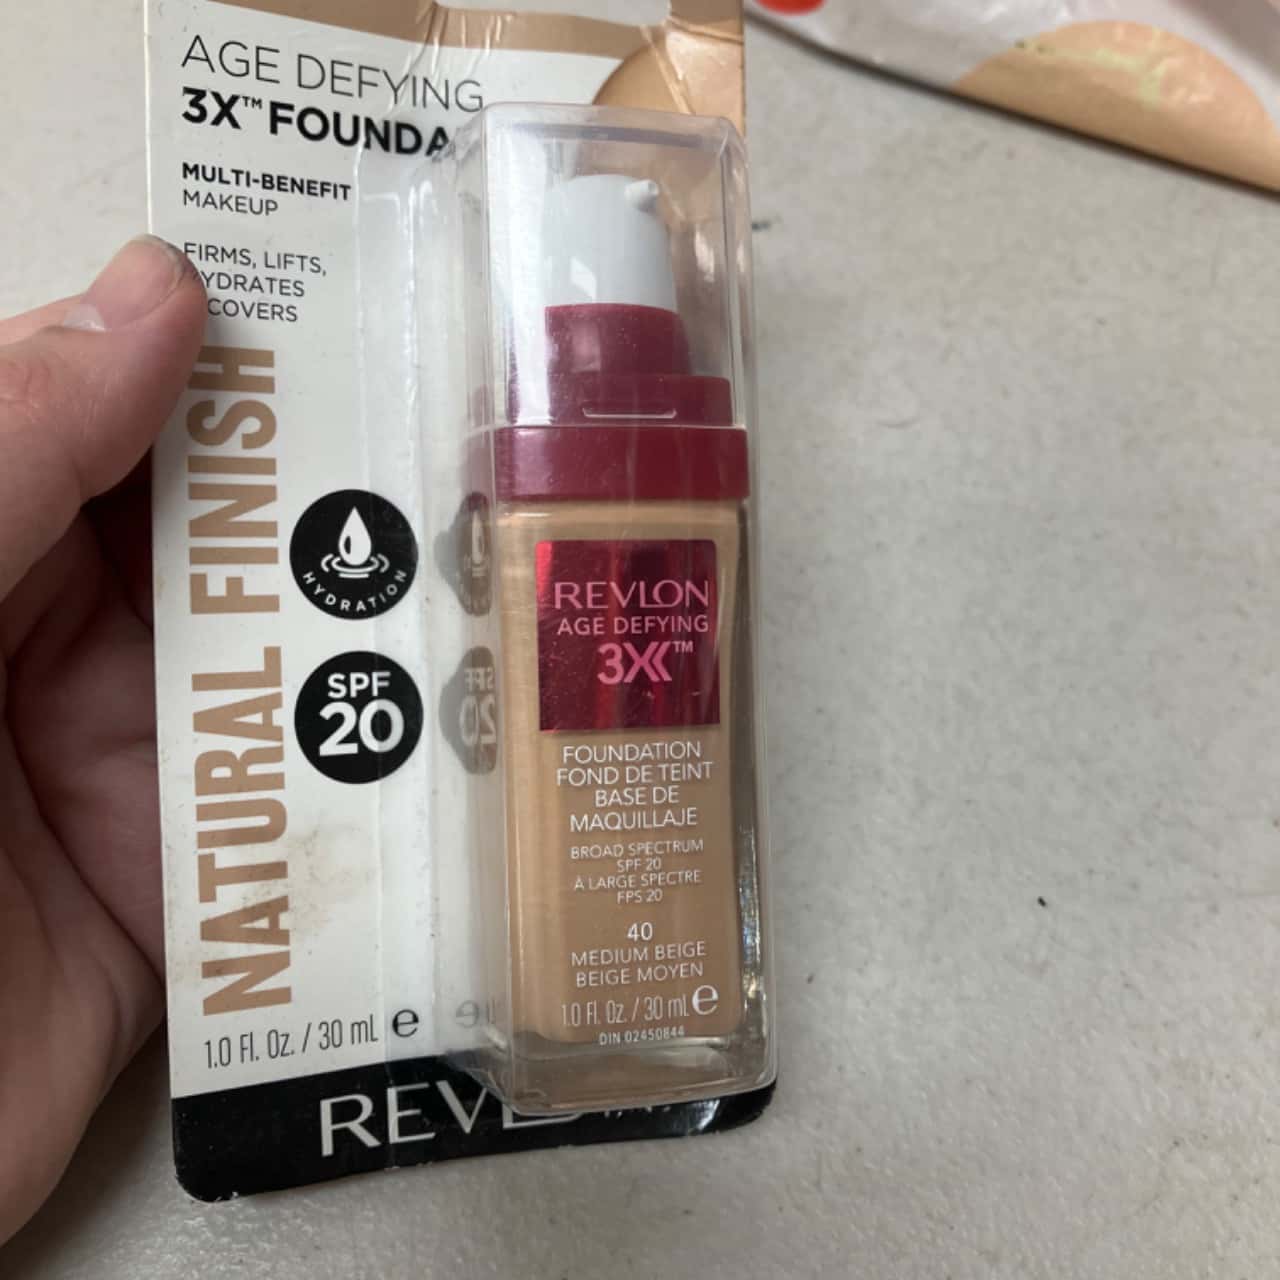 AGE DEFYING
3X™ FOUNDA
MULTI-BENEFIT
MAKEUP
FIRMS, LIFTS,
YDRATES
COVERS
NATURAL FINISH
HYDRATION
SPF
20
1.0 Fl. Oz. / 30 mL e
REVL
REVLON
AGE DEFYING
3X™
FOUNDATION
FOND DE TEINT
BASE DE
MAQUILLAJE
BROAD SPECTRUM
SPF 20
À LARGE SPECTRE
FPS 20
40
MEDIUM BEIGE
BEIGE MOYEN
1.0 Fl. Oz. / 30 mL e
DIN 02450844